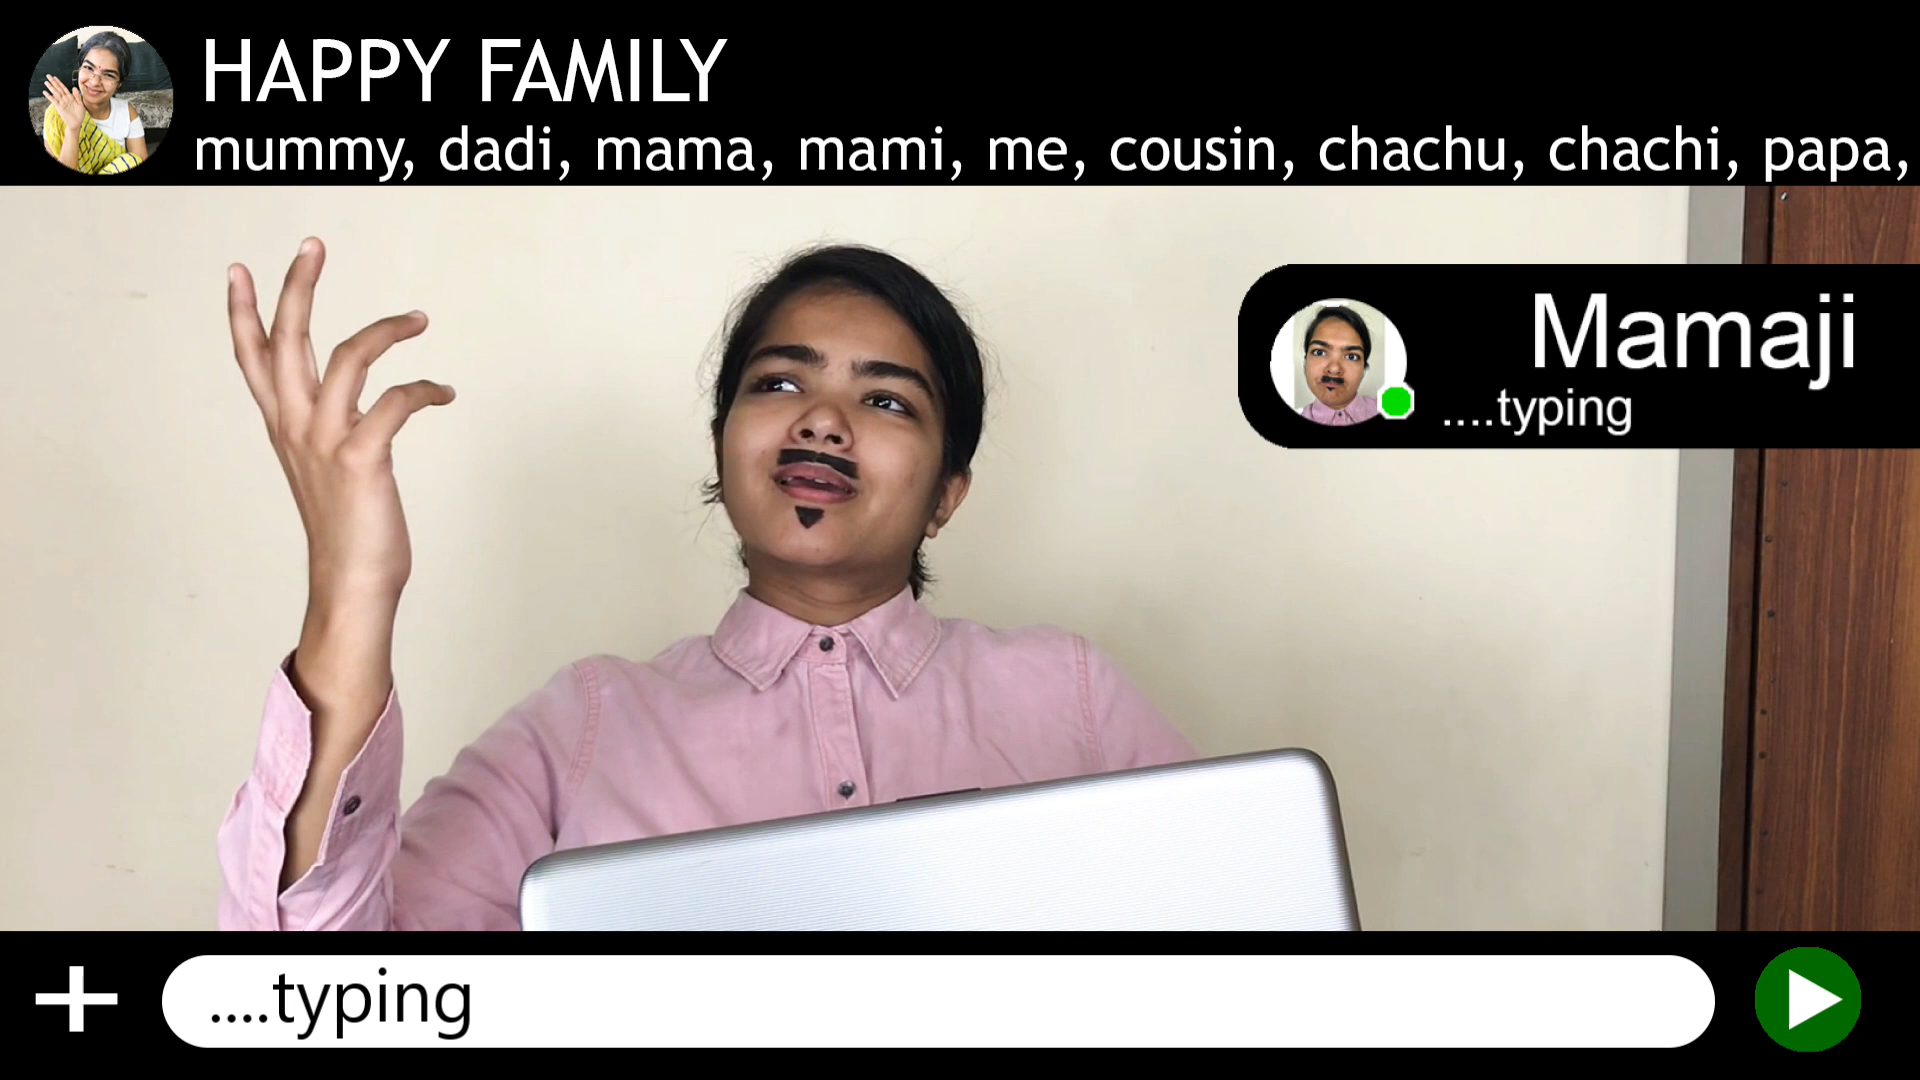 HAPPY FAMILY
mummy, dadi, mama, mami, me, cousin, chachu, chachi, papa,
Mamaji
....typing
....typing